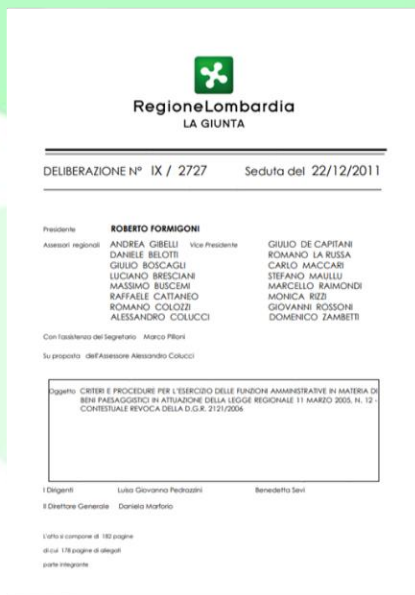 RegioneLombardia
LA GIUNTA
DELIBERAZIONE N° IX / 2727 Seduta del 22/12/2011
Presidente ROBERTO FORMIGONI
Assessori regionali ANDREA GIBELLI Vice Presidente GIULIO DE CAPITANI
DANIELE BELOTTI ROMANO LA RUSSA
GIULIO BOSCAGLI CARLO MACCARI
LUCIANO BRESCIANI STEFANO MAULLU
MASSIMO BUSCEMI MARCELLO RAIMONDI
RAFFAELE CATTANEO MONICA RIZZI
ROMANO COLOZZI GIOVANNI ROSSONI
ALESSANDRO COLUCCI DOMENICO ZAMBETTI
Con l'assistenza del Segretario Marco Pilloni
Su proposta dell'Assessore Alessandro Colucci
Oggetto CRITERI E PROCEDURE PER L'ESERCIZIO DELLE FUNZIONI AMMINISTRATIVE IN MATERIA DI
BENI PAESAGGISTICI IN ATTUAZIONE DELLA LEGGE REGIONALE 11 MARZO 2005, N. 12 -
CONTESTUALE REVOCA DELLA D.G.R. 2121/2006
I Dirigenti Luisa Giovanna Pedrazzini Benedetta Sevi
Il Direttore Generale Daniela Marforio
L'atto si compone di 182 pagine
di cui 178 pagine di allegati
parte integrante